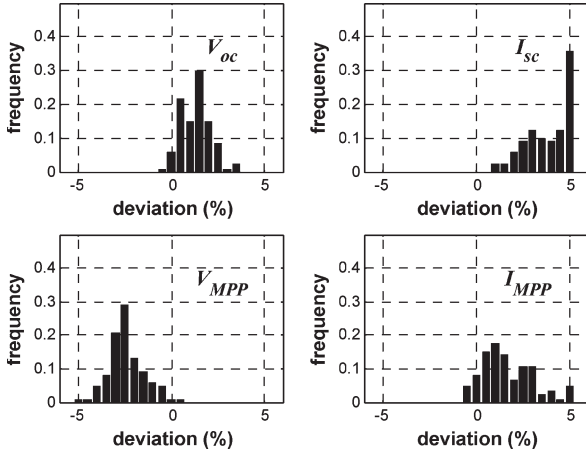 V_oc
frequency
0.4
0.3
0.2
0.1
0
-5 0 5
deviation (%)
I_sc
frequency
0.4
0.3
0.2
0.1
0
-5 0 5
deviation (%)
V_MPP
frequency
0.4
0.3
0.2
0.1
0
-5 0 5
deviation (%)
I_MPP
frequency
0.4
0.3
0.2
0.1
0
-5 0 5
deviation (%)